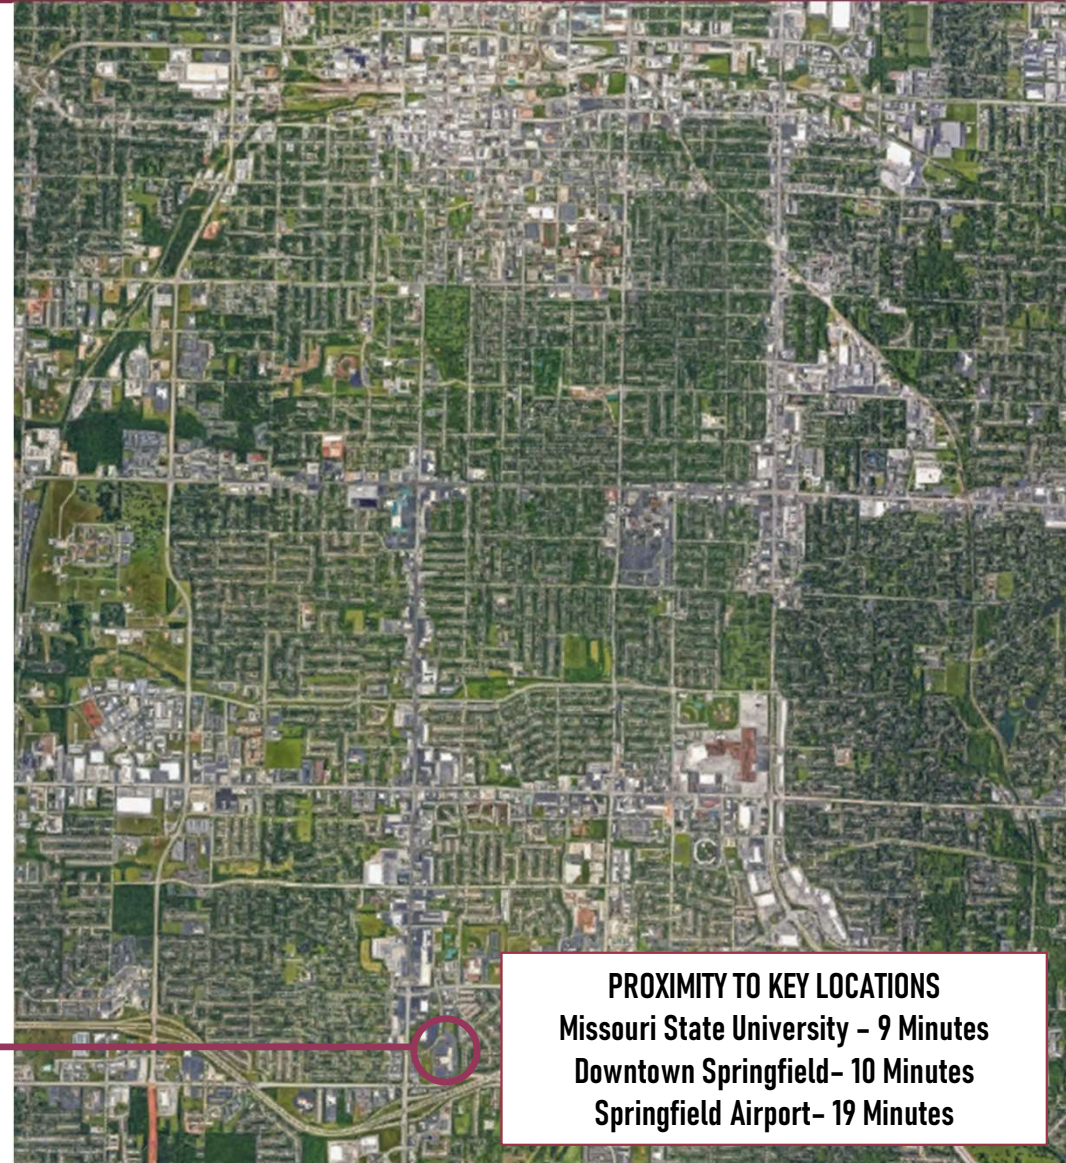 PROXIMITY TO KEY LOCATIONS
Missouri State University – 9 Minutes
Downtown Springfield– 10 Minutes
Springfield Airport– 19 Minutes